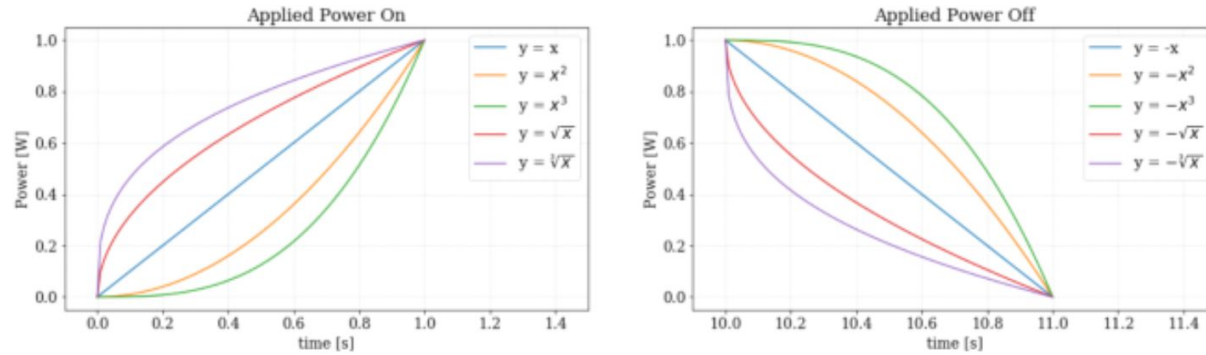 Applied Power On
Power [W]
1.0
0.8
0.6
0.4
0.2
0.0
y = x
y = x²
y = x³
y = √x
y = ∛x
0.0 0.2 0.4 0.6 0.8 1.0 1.2 1.4
time [s]
Applied Power Off
Power [W]
1.0
0.8
0.6
0.4
0.2
0.0
y = -x
y = −x²
y = −x³
y = −√x
y = −∛x
10.0 10.2 10.4 10.6 10.8 11.0 11.2 11.4
time [s]